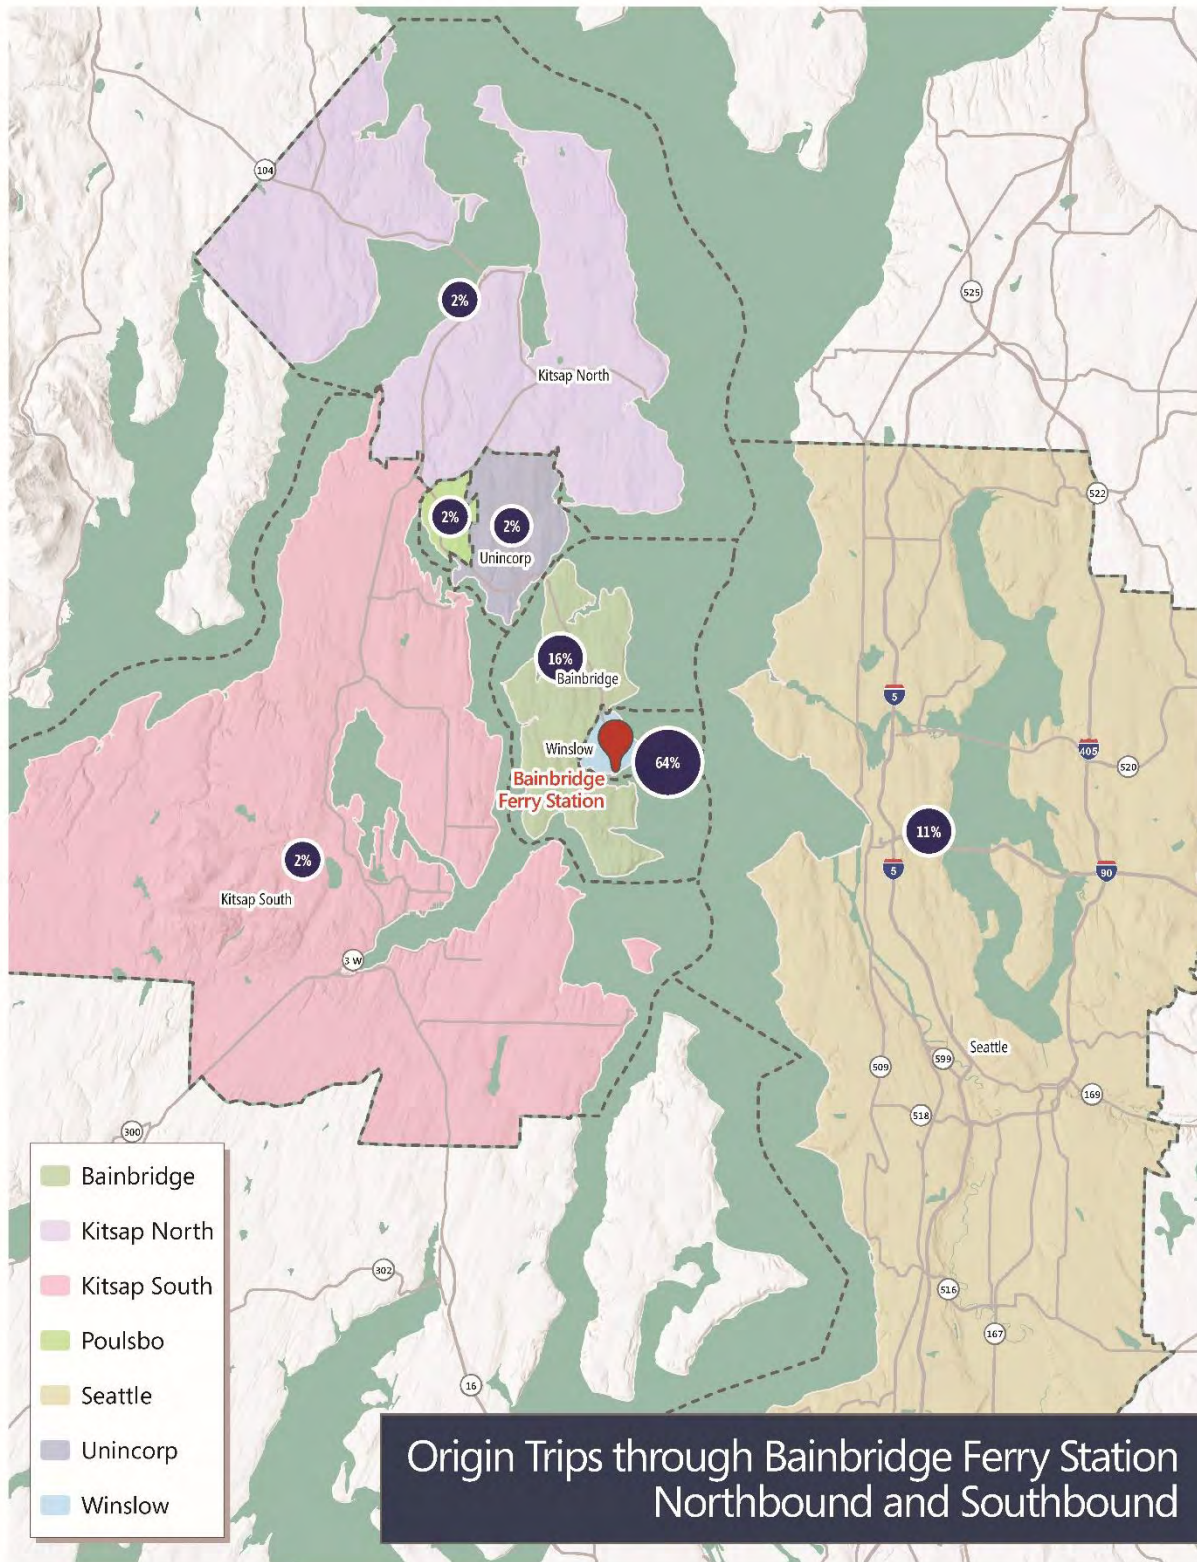 104
2%
525
Kitsap North
522
2%
2%
Unincorp
16%
Bainbridge
5
Winslow
405
520
64%
Bainbridge
Ferry Station
11%
2%
5
90
Kitsap South
3 W
Seattle
599
509
169
518
300
Bainbridge
Kitsap North
Kitsap South
302
516
Poulsbo
167
Seattle
16
Unincorp
Winslow
Origin Trips through Bainbridge Ferry Station
Northbound and Southbound